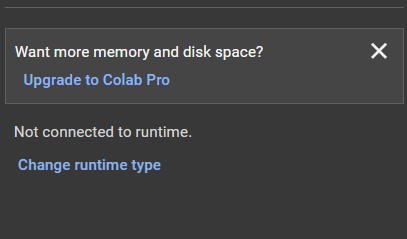 Want more memory and disk space?
Upgrade to Colab Pro
Not connected to runtime.
Change runtime type